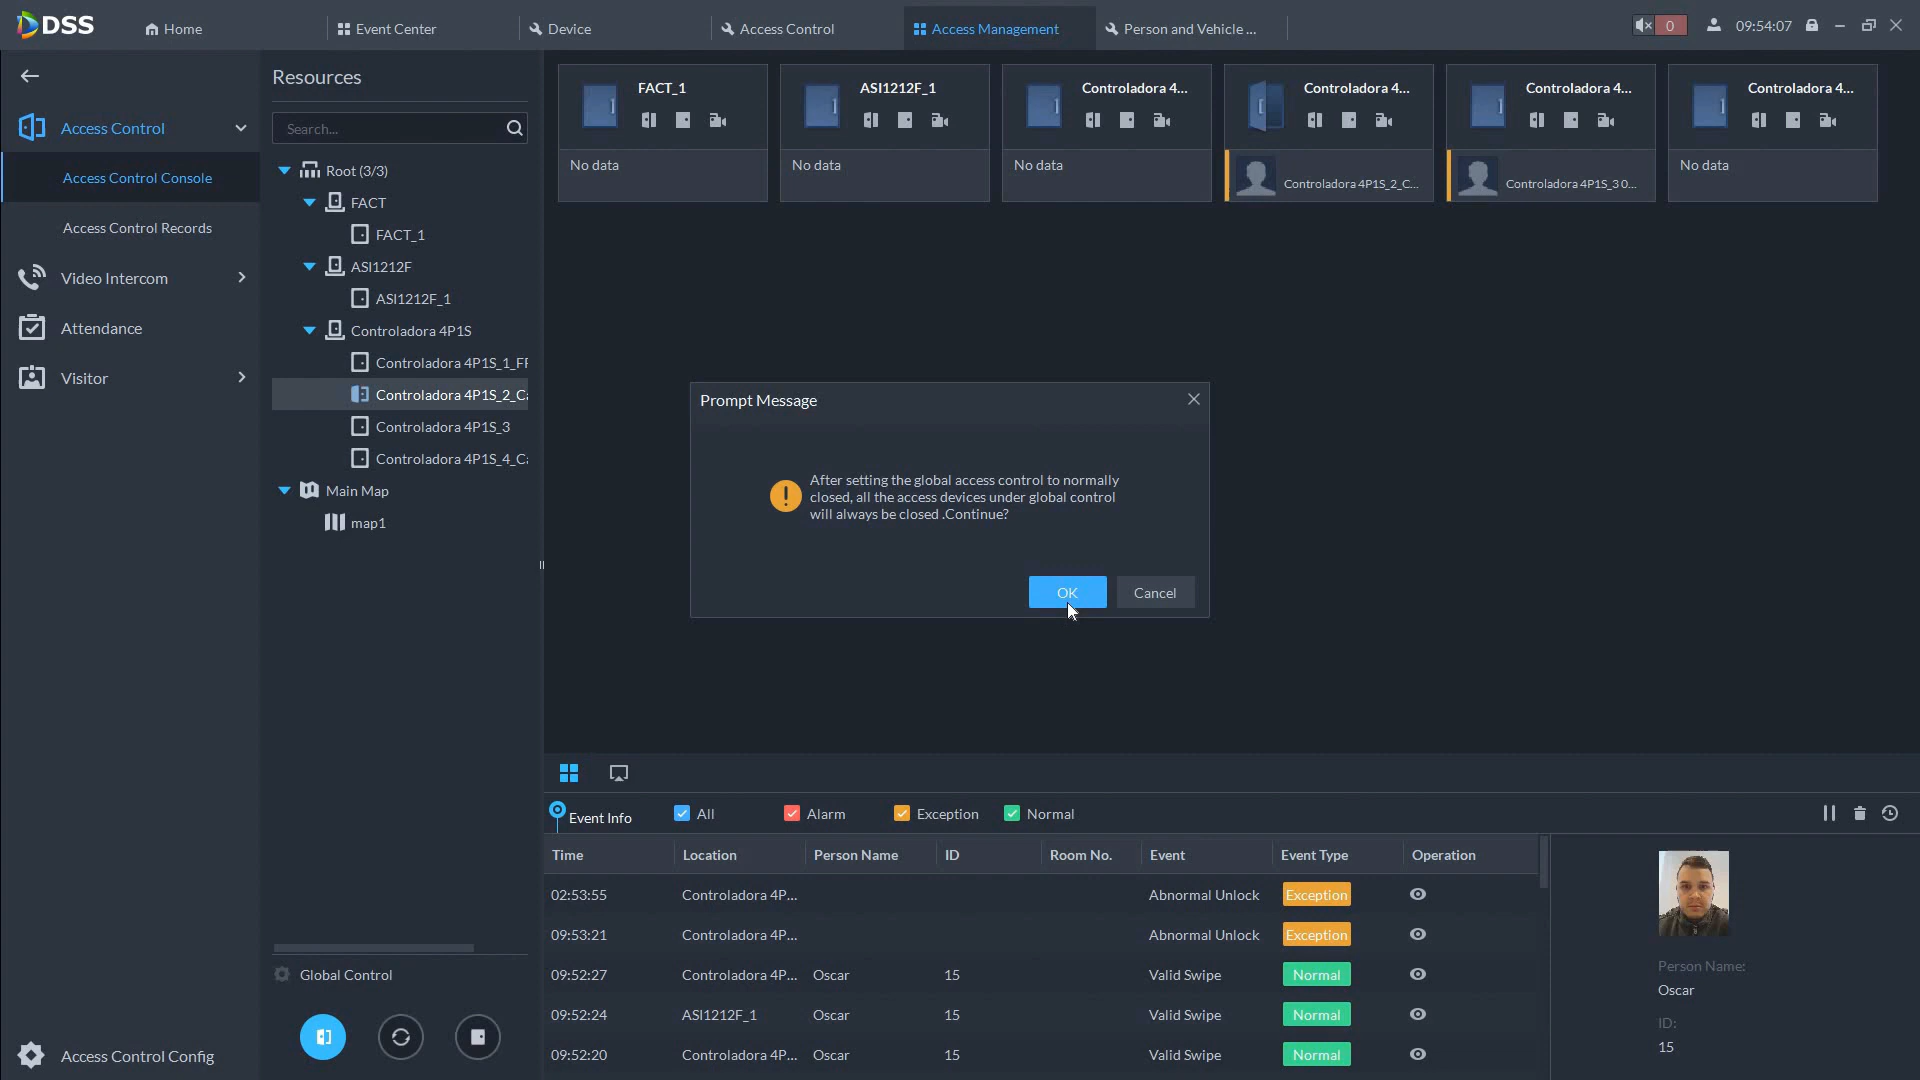 DSS
Home
Event Center
Device
Access Control
Access Management
Person and Vehicle ...
0
09:54:07
Access Control
Access Control Console
Access Control Records
Video Intercom
Attendance
Visitor
Access Control Config
Resources
Search...
Root (3/3)
FACT
FACT_1
ASI1212F
ASI1212F_1
Controladora 4P1S
Controladora 4P1S_1_FF
Controladora 4P1S_2_Ca
Controladora 4P1S_3
Controladora 4P1S_4_Ca
Main Map
map1
Global Control
FACT_1
No data
ASI1212F_1
No data
Controladora 4...
No data
Controladora 4...
Controladora 4P1S_2_C...
Controladora 4...
Controladora 4P1S_3 0...
Controladora 4...
No data
Prompt Message
After setting the global access control to normally
closed, all the access devices under global control
will always be closed .Continue?
OK
Cancel
Event Info
All
Alarm
Exception
Normal
Time Location Person Name ID Room No. Event Event Type Operation
02:53:55 Controladora 4P... Abnormal Unlock Exception
09:53:21 Controladora 4P... Abnormal Unlock Exception
09:52:27 Controladora 4P... Oscar 15 Valid Swipe Normal
09:52:24 ASI1212F_1 Oscar 15 Valid Swipe Normal
09:52:20 Controladora 4P... Oscar 15 Valid Swipe Normal
Person Name:
Oscar
ID:
15